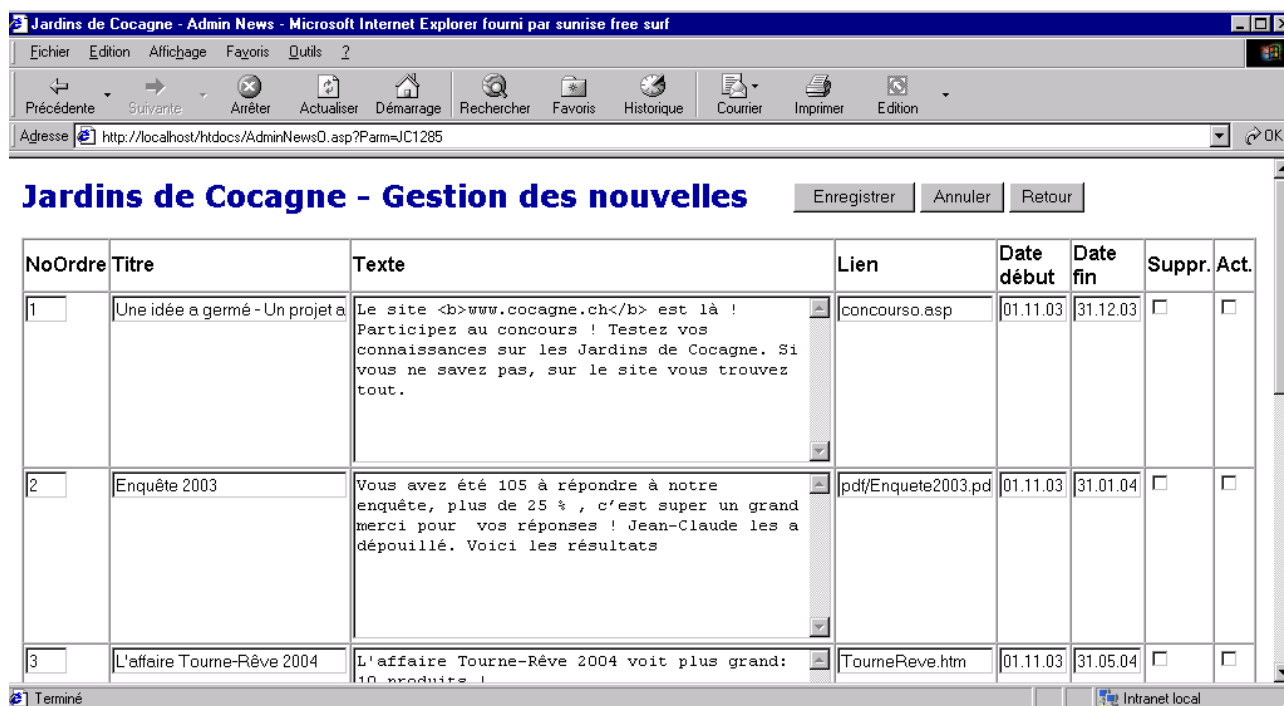 Jardins de Cocagne - Admin News - Microsoft Internet Explorer fourni par sunrise free surf
Fichier Edition Affichage Favoris Outils ?
Précédente Suivante Arrêter Actualiser Démarrage Rechercher Favoris Historique Courrier Imprimer Edition
Adresse http://localhost/htdocs/AdminNewsO.asp?Parm=JC1285 OK
Jardins de Cocagne - Gestion des nouvelles Enregistrer Annuler Retour
NoOrdre Titre Texte Lien Date début Date fin Suppr. Act.
1 Une idée a germé - Un projet a
Le site <b>www.cocagne.ch</b> est là !
Participez au concours ! Testez vos
connaissances sur les Jardins de Cocagne. Si
vous ne savez pas, sur le site vous trouvez
tout.
concourso.asp 01.11.03 31.12.03
2 Enquête 2003
Vous avez été 105 à répondre à notre
enquête, plus de 25 % , c'est super un grand
merci pour  vos réponses ! Jean-Claude les a
dépouillé. Voici les résultats
pdf/Enquete2003.pd 01.11.03 31.01.04
3 L'affaire Tourne-Rêve 2004
L'affaire Tourne-Rêve 2004 voit plus grand:
10 produits !
TourneReve.htm 01.11.03 31.05.04
Terminé Intranet local